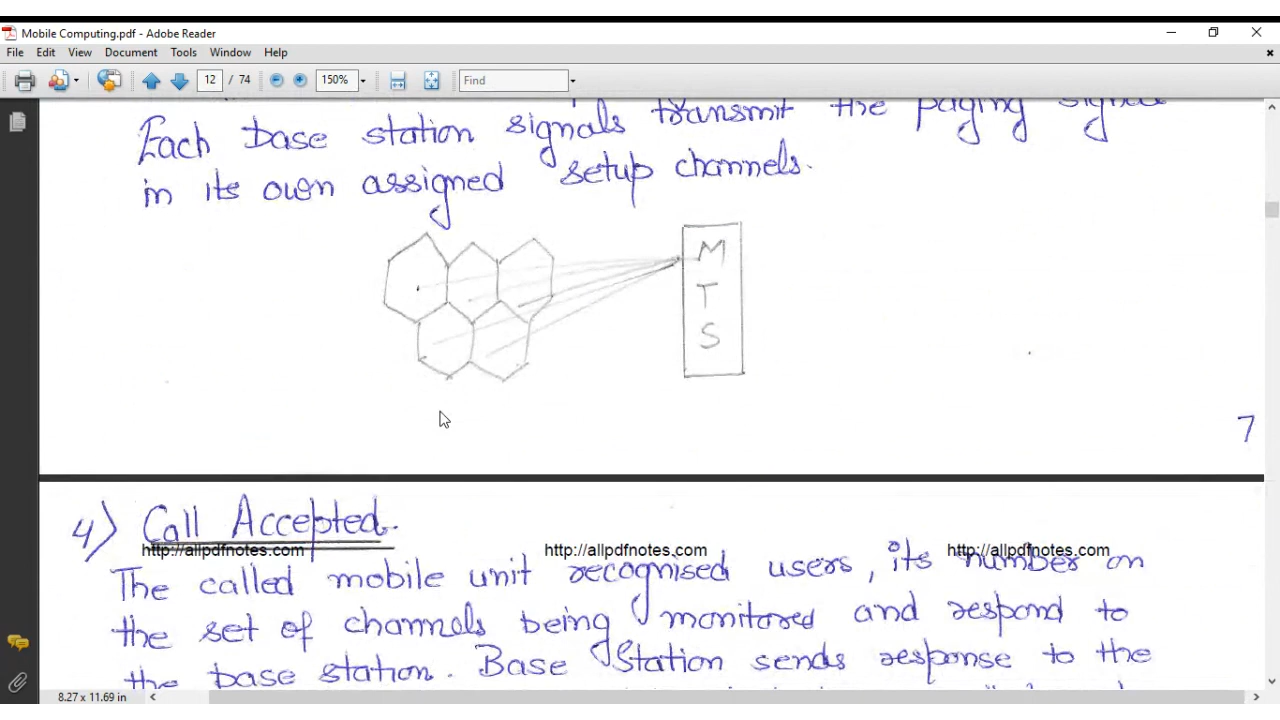 Mobile Computing.pdf - Adobe Reader
File Edit View Document Tools Window Help
12 / 74 150% Find
Each base station signals transmit the paging signal
in its own assigned setup channels.
M
T
S
7
4) Call Accepted.
http://allpdfnotes.com http://allpdfnotes.com http://allpdfnotes.com
The called mobile unit recognised users, its number on
the set of channels being monitored and respond to
the base station. Base Station sends response to the
8.27 x 11.69 in